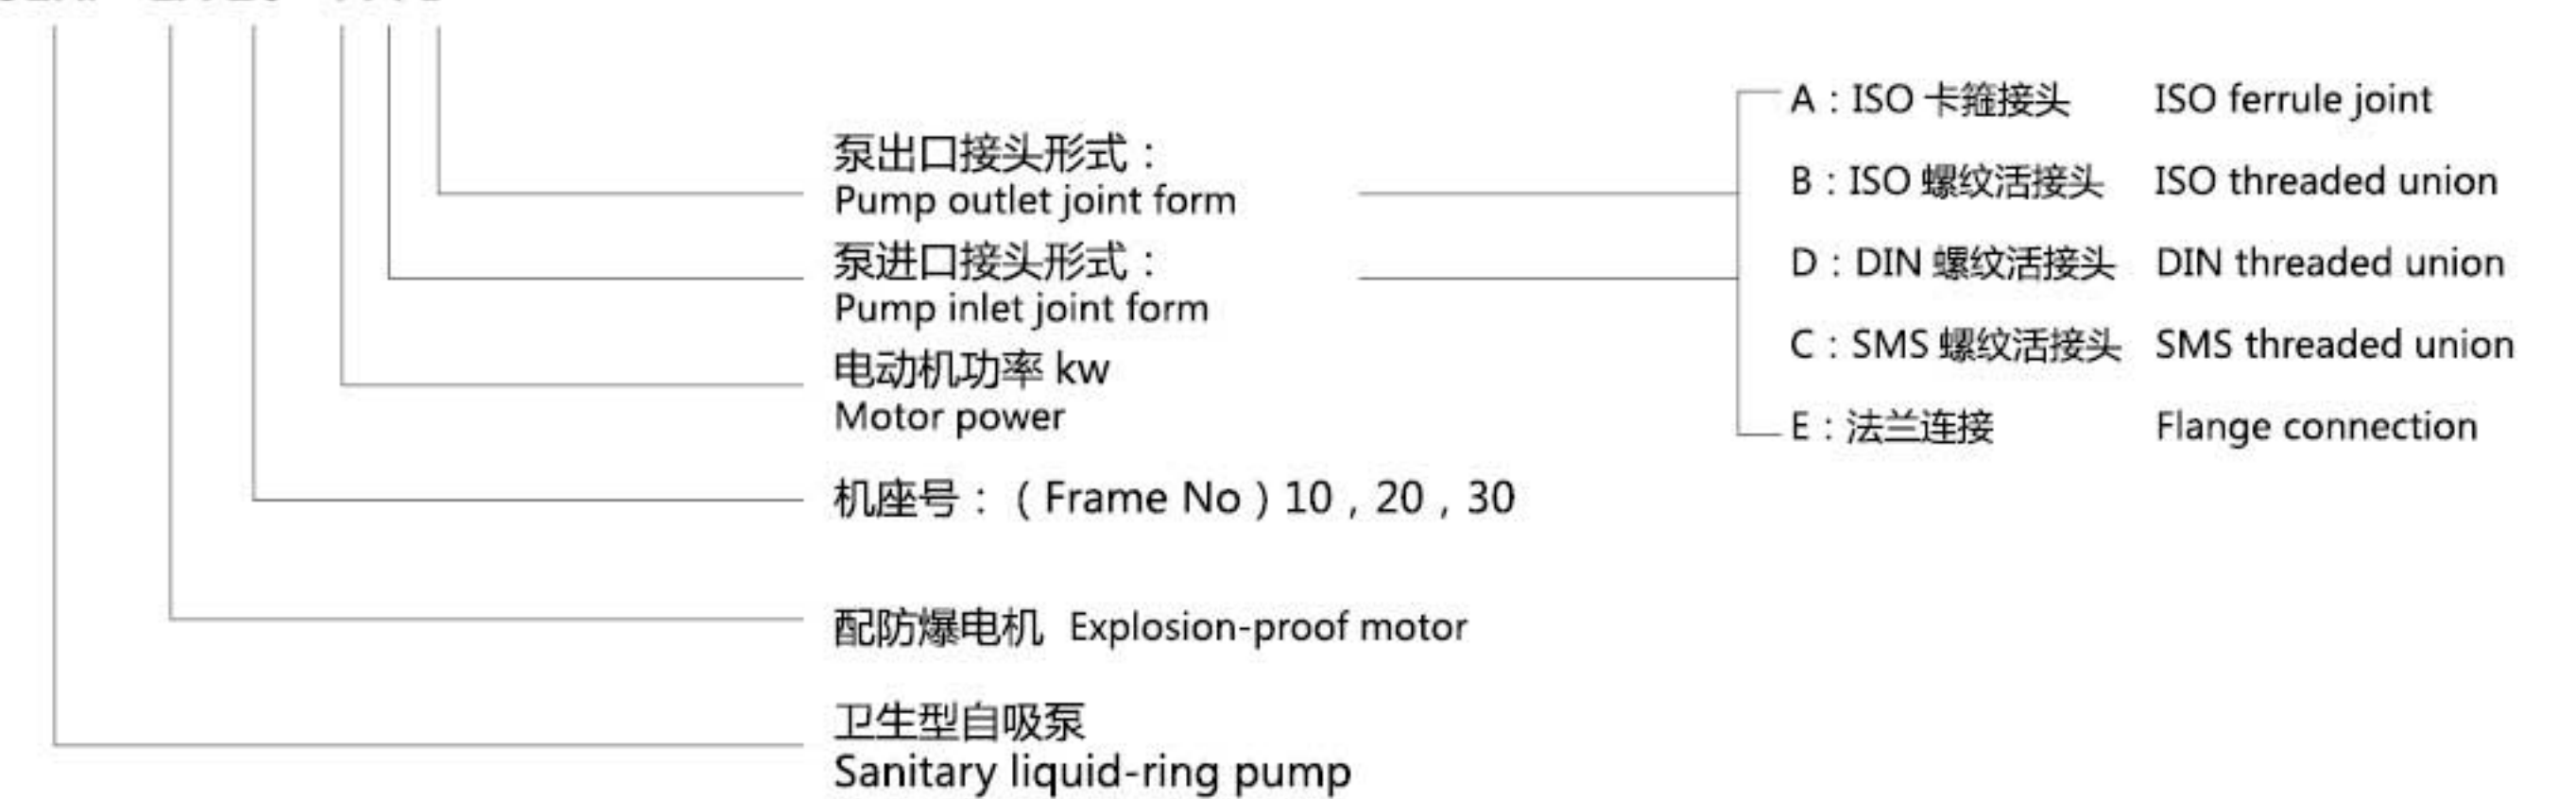 泵出口接头形式：
Pump outlet joint form
泵进口接头形式：
Pump inlet joint form
电动机功率 kw
Motor power
机座号：（Frame No）10，20，30
配防爆电机 Explosion-proof motor
卫生型自吸泵
Sanitary liquid-ring pump
A：ISO 卡箍接头 ISO ferrule joint
B：ISO 螺纹活接头 ISO threaded union
D：DIN 螺纹活接头 DIN threaded union
C：SMS 螺纹活接头 SMS threaded union
E：法兰连接 Flange connection